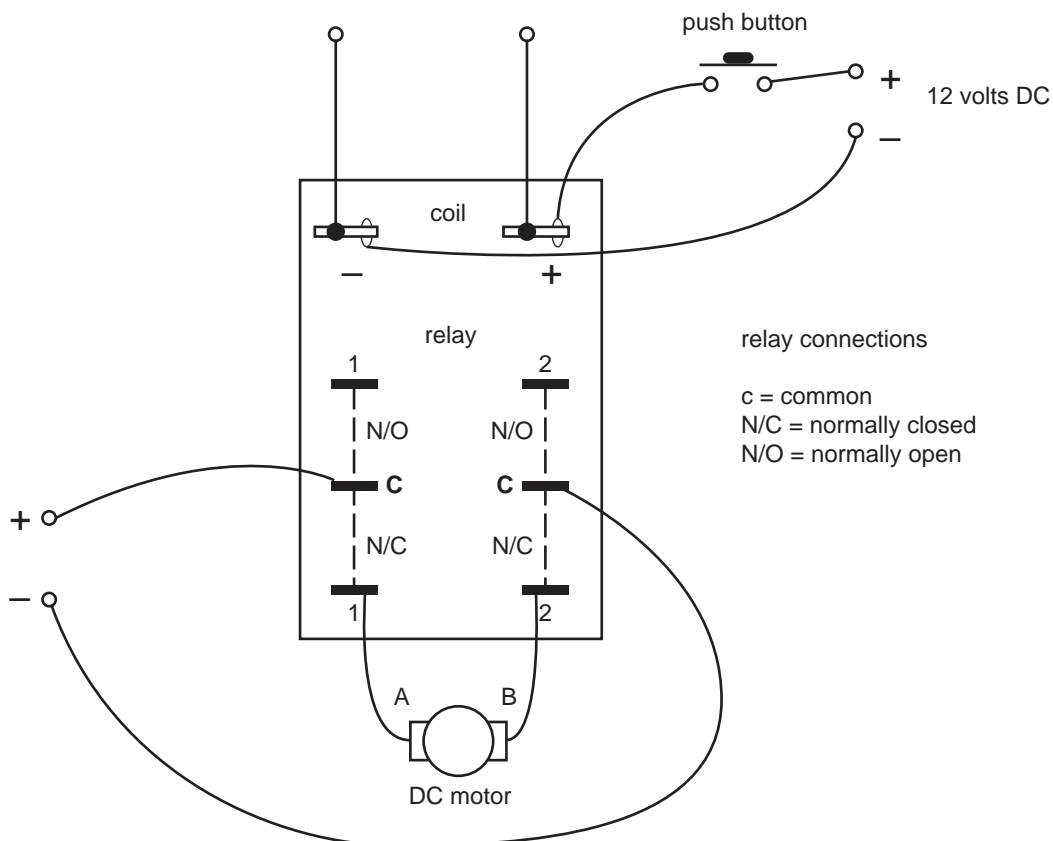 push button
+
12 volts DC
–
coil
– +
relay
1 2
N/O N/O
C C
N/C N/C
1 2
relay connections
c = common
N/C = normally closed
N/O = normally open
+
–
A B
DC motor